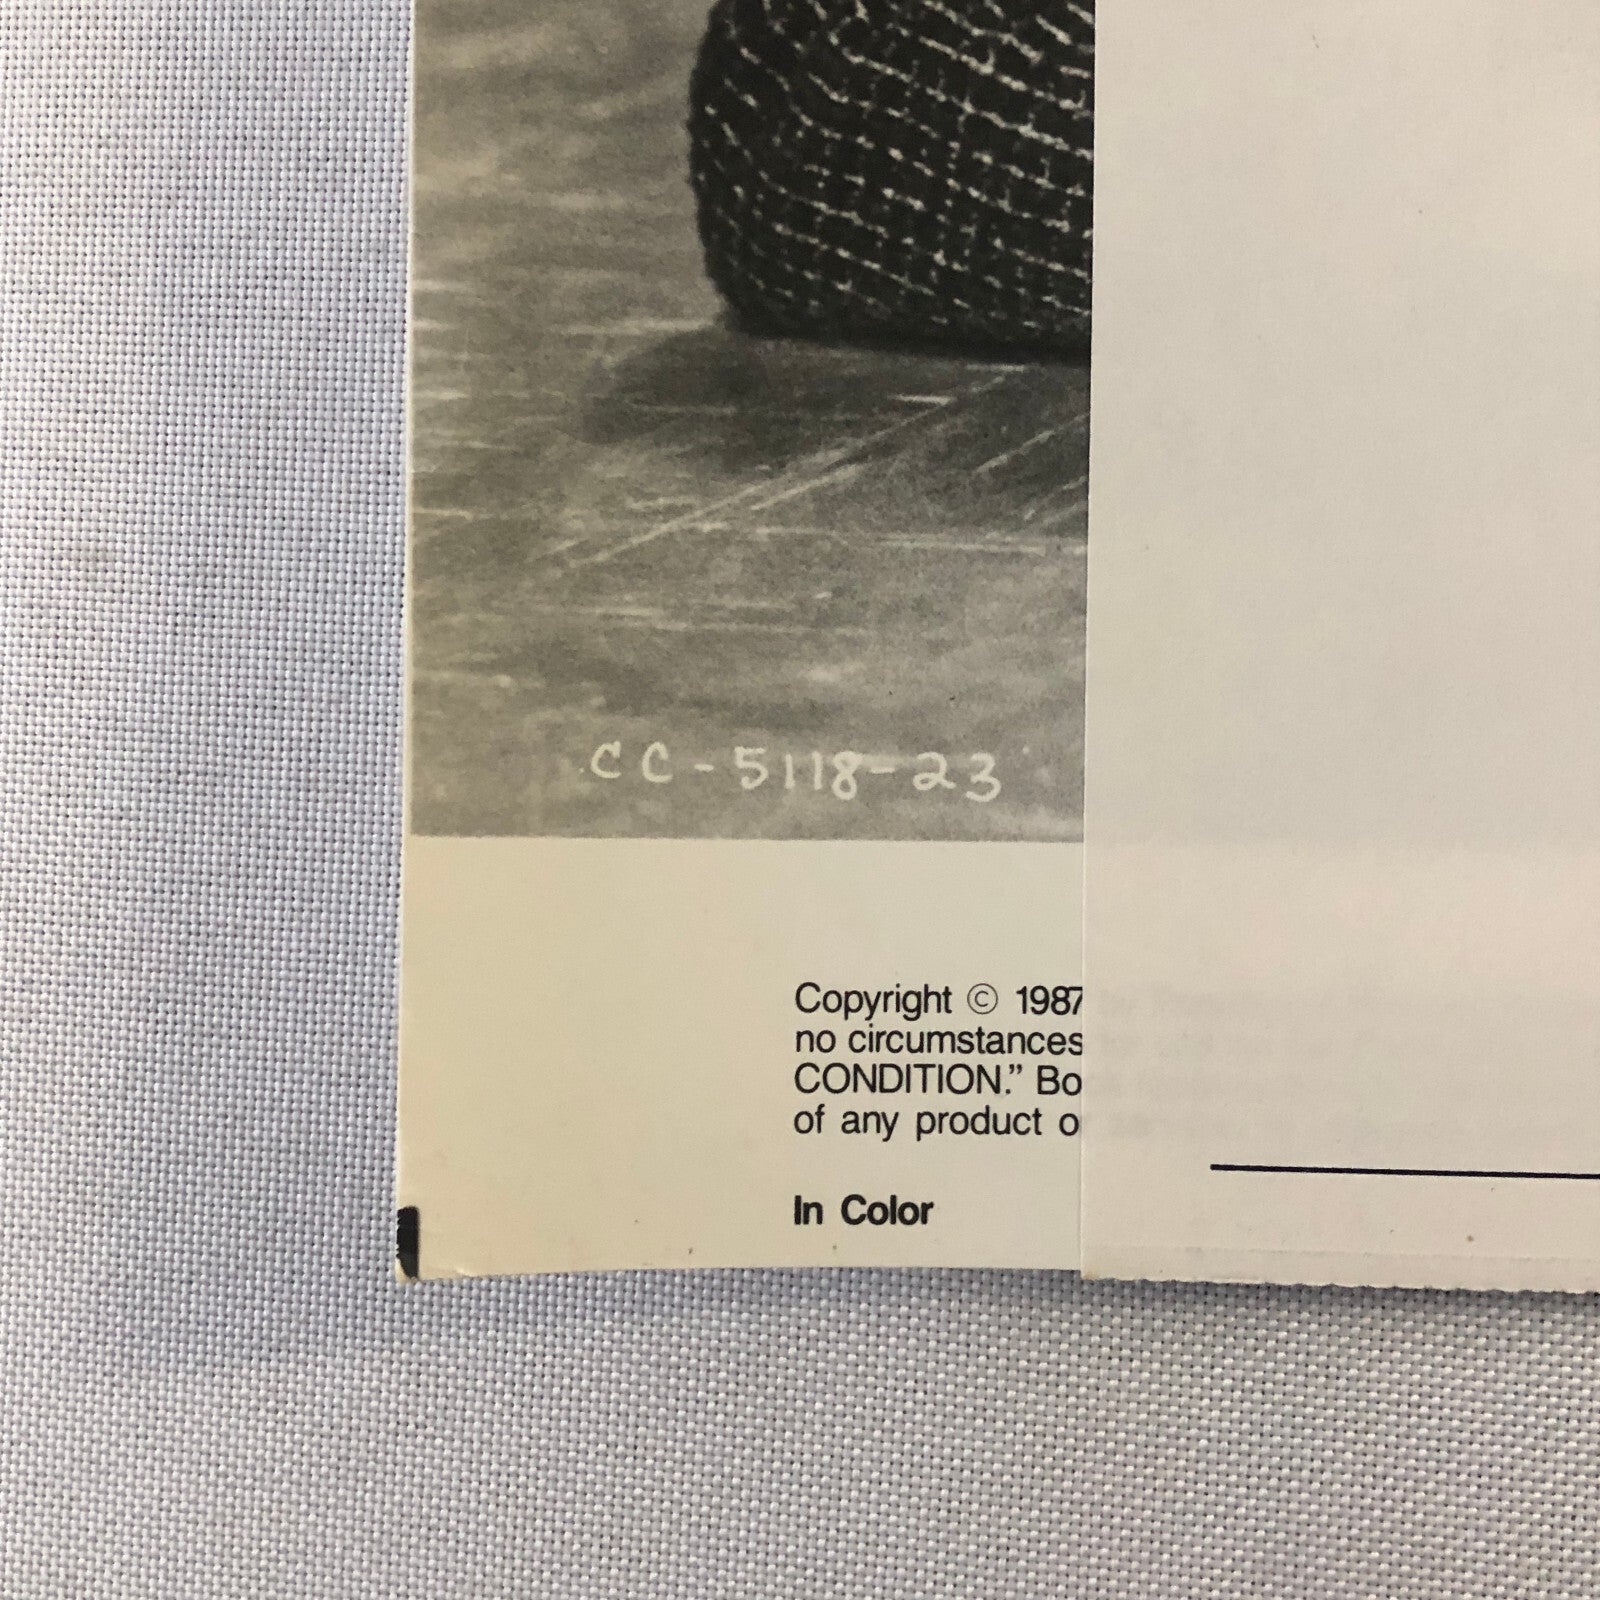 CC-5118-23
Copyright © 1987
no circumstances
CONDITION." Bo
of any product o
In Color